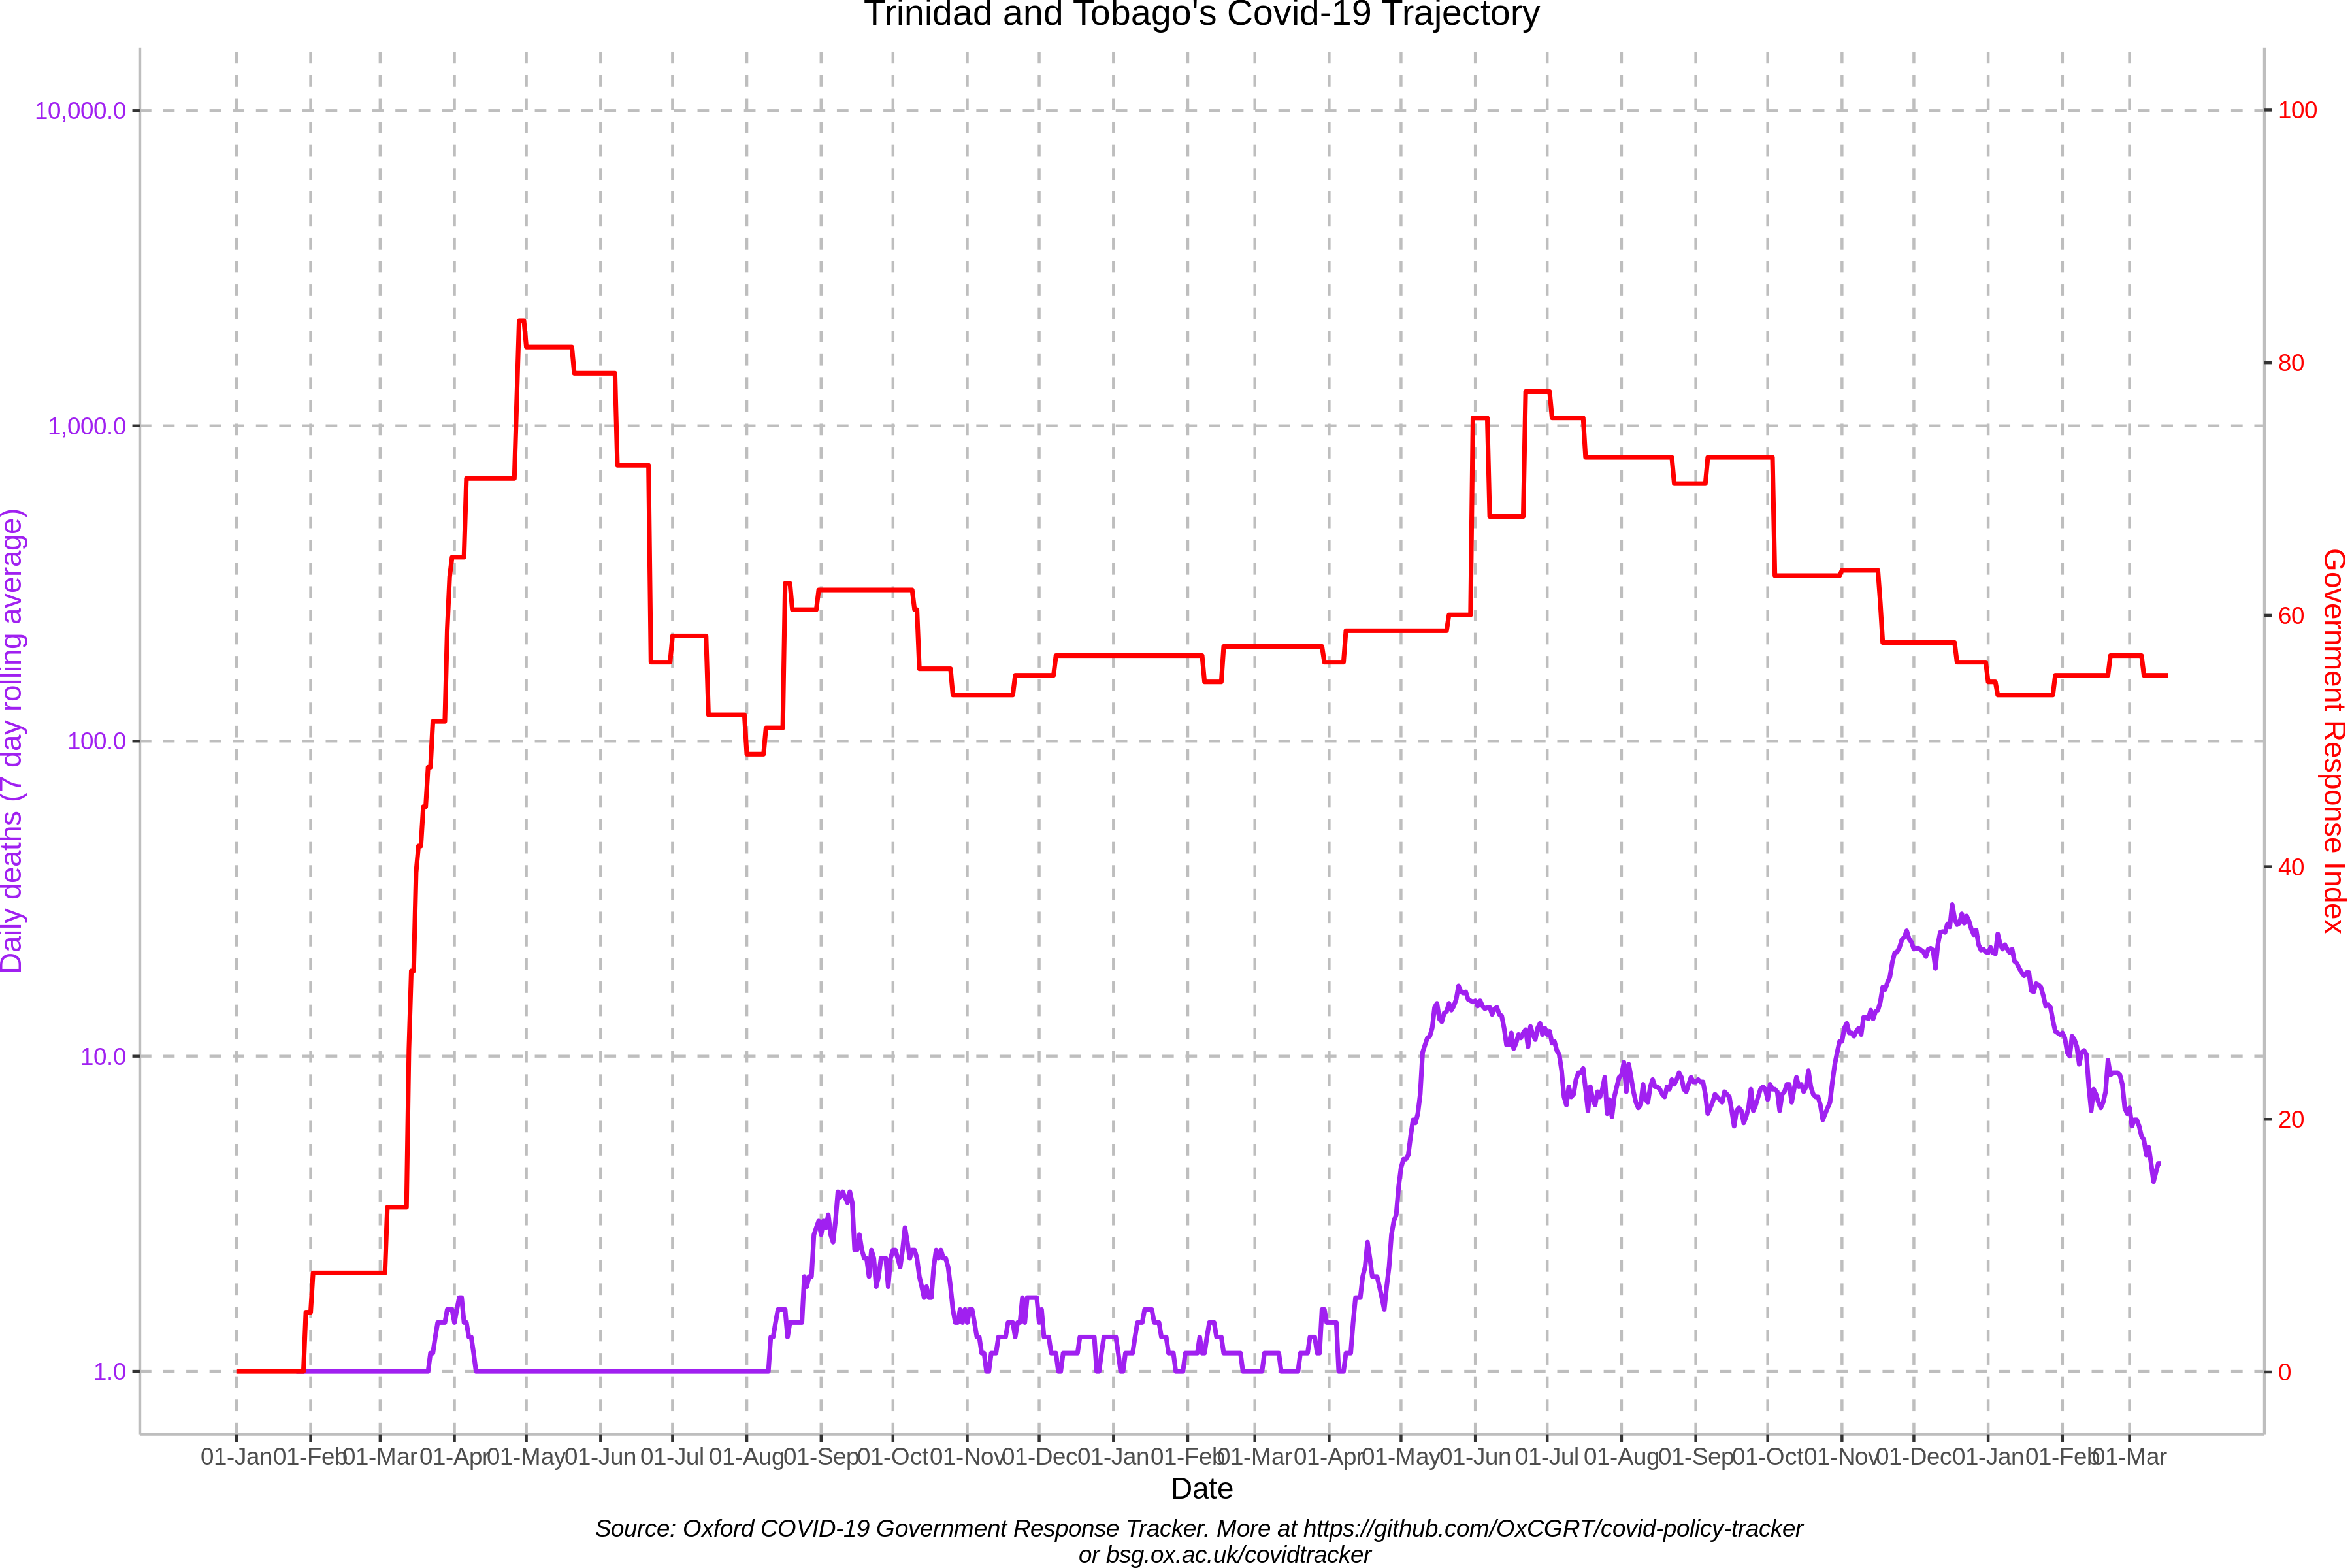 Trinidad and Tobago's Covid-19 Trajectory
10,000.0
1,000.0
100.0
10.0
1.0
Daily deaths (7 day rolling average)
100
80
60
40
20
0
Government Response Index
01-Jan 01-Feb 01-Mar 01-Apr 01-May 01-Jun 01-Jul 01-Aug 01-Sep 01-Oct 01-Nov 01-Dec 01-Jan 01-Feb 01-Mar 01-Apr 01-May 01-Jun 01-Jul 01-Aug 01-Sep 01-Oct 01-Nov 01-Dec 01-Jan 01-Feb 01-Mar
Date
Source: Oxford COVID-19 Government Response Tracker. More at https://github.com/OxCGRT/covid-policy-tracker
or bsg.ox.ac.uk/covidtracker